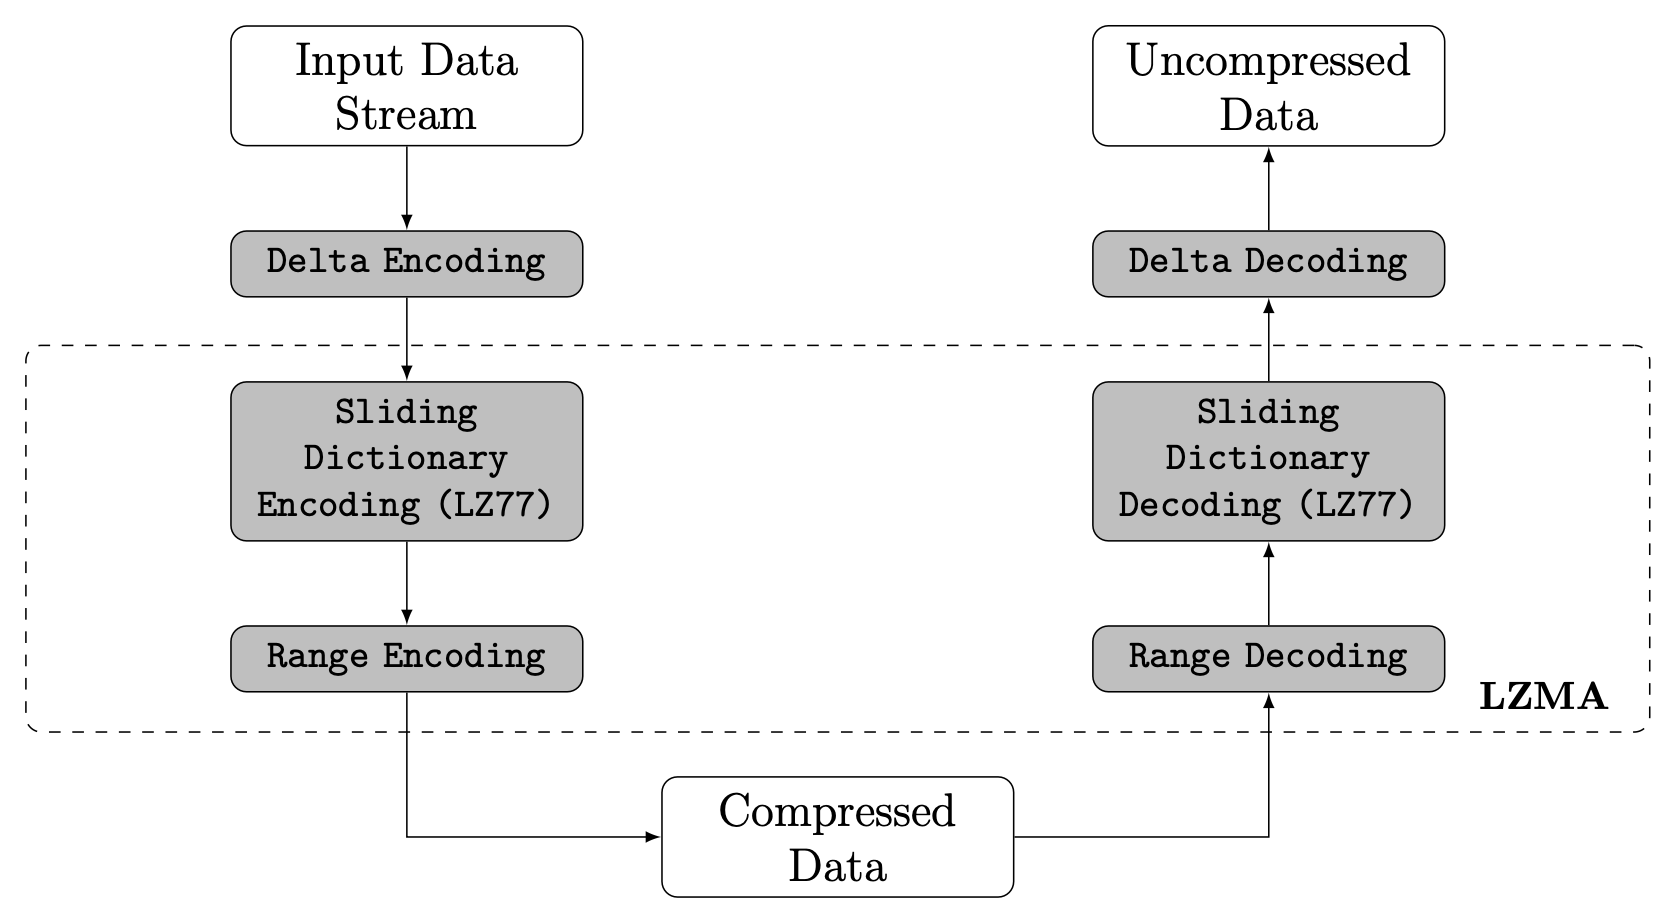 Input Data
Stream
Delta Encoding
Sliding
Dictionary
Encoding (LZ77)
Range Encoding
Compressed
Data
Uncompressed
Data
Delta Decoding
Sliding
Dictionary
Decoding (LZ77)
Range Decoding
LZMA